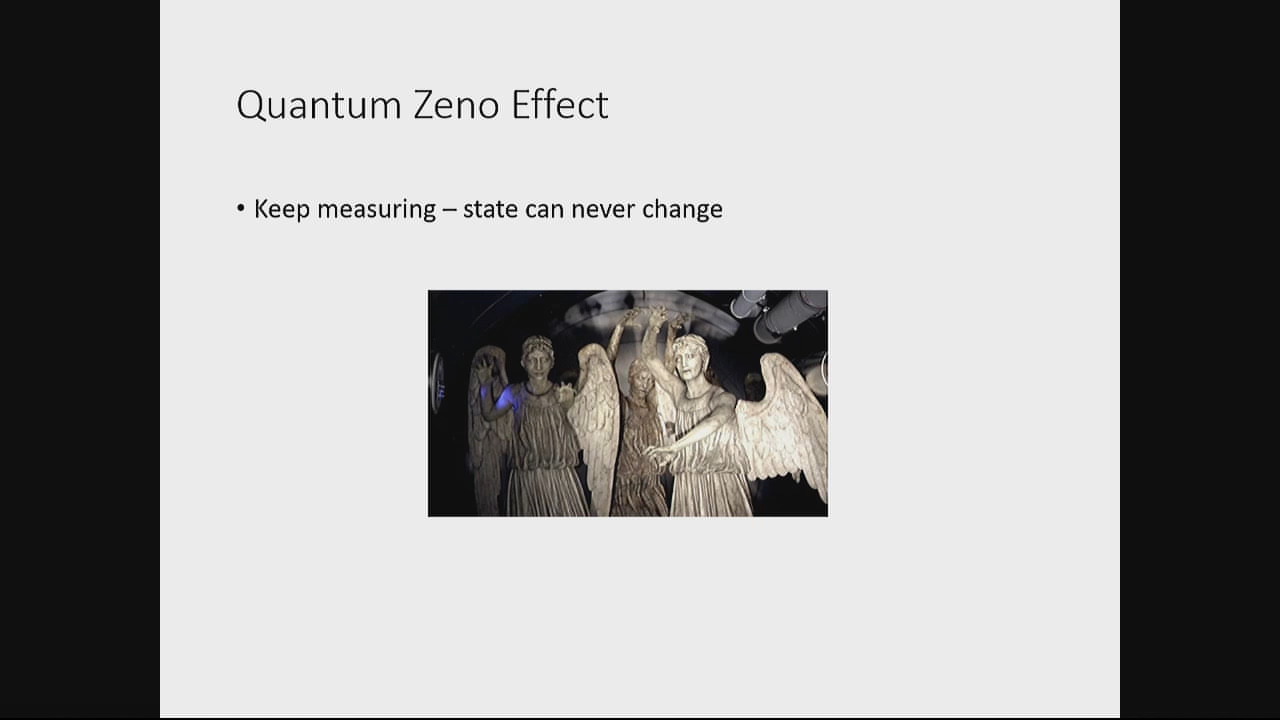 Quantum Zeno Effect
• Keep measuring – state can never change